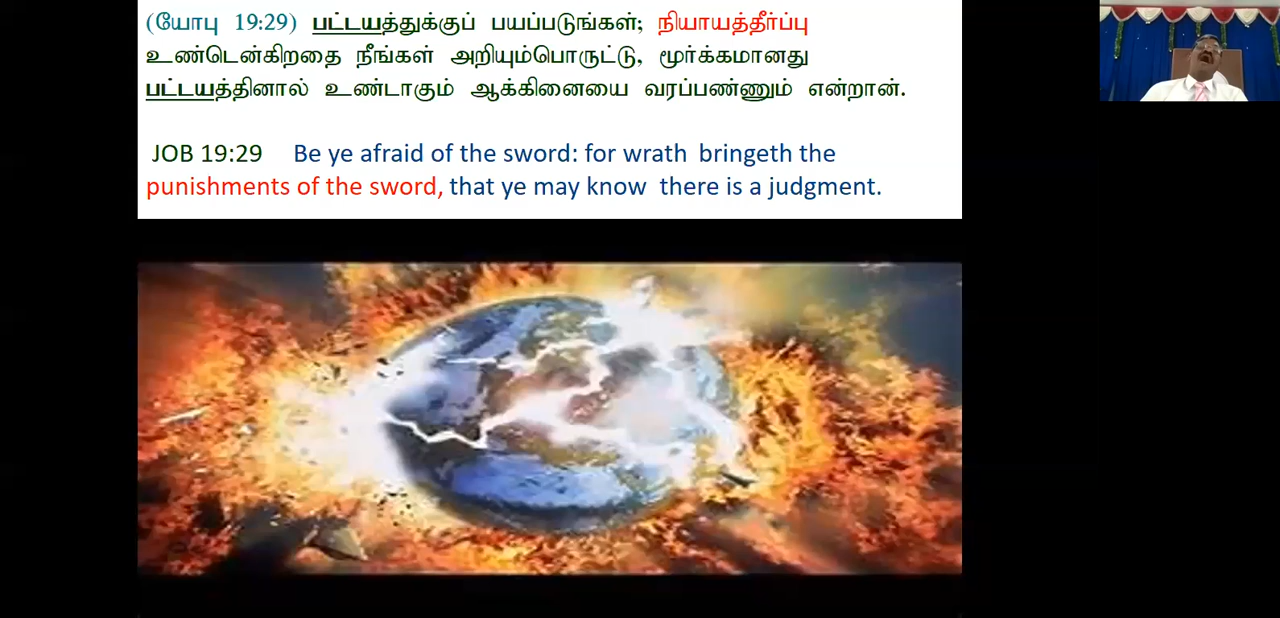 (யோபு 19:29) பட்டயத்துக்குப் பயப்படுங்கள்; நியாயத்தீர்ப்பு
உண்டென்கிறதை நீங்கள் அறியும்பொருட்டு, மூர்க்கமானது
பட்டயத்தினால் உண்டாகும் ஆக்கினையை வரப்பண்ணும் என்றான்.
JOB 19:29 Be ye afraid of the sword: for wrath bringeth the
punishments of the sword, that ye may know there is a judgment.